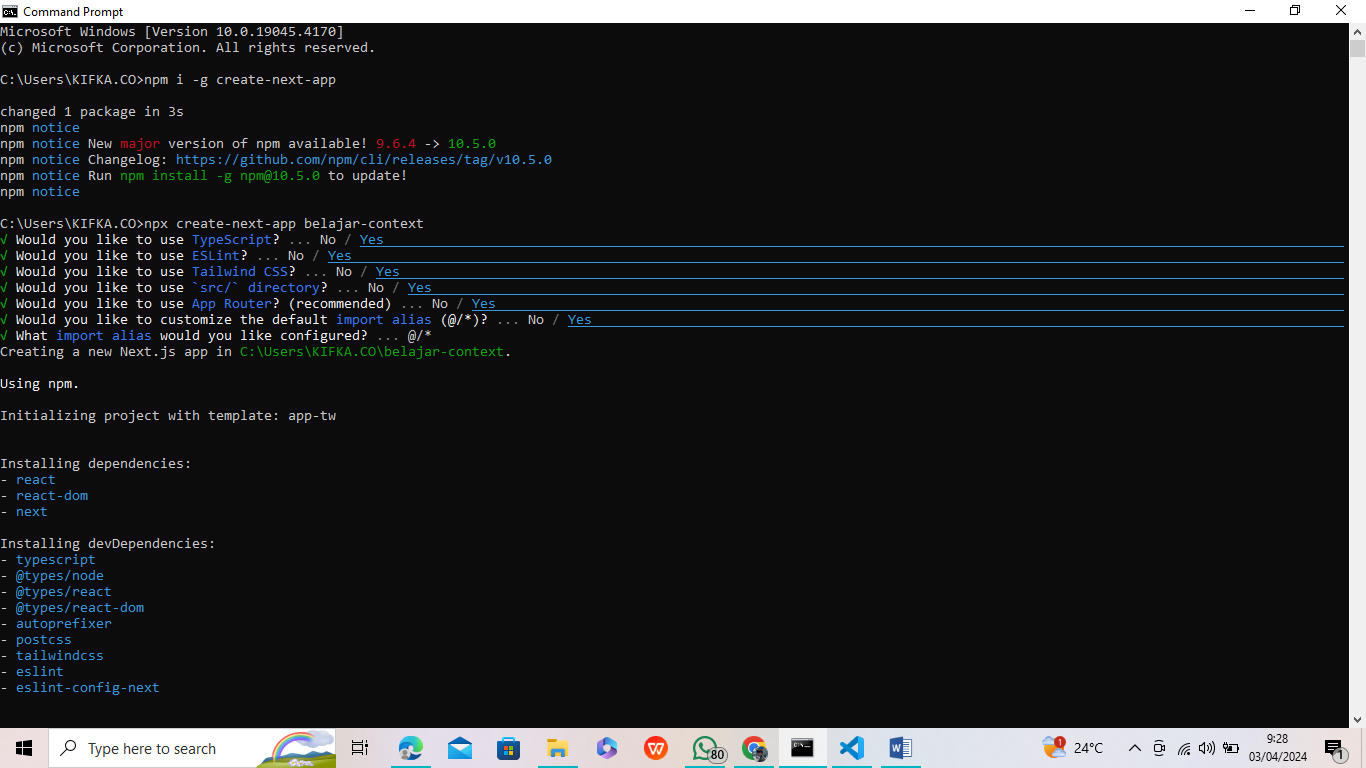 Command Prompt
Microsoft Windows [Version 10.0.19045.4170]
(c) Microsoft Corporation. All rights reserved.
C:\Users\KIFKA.CO>npm i -g create-next-app
changed 1 package in 3s
npm notice
npm notice New major version of npm available! 9.6.4 -> 10.5.0
npm notice Changelog: https://github.com/npm/cli/releases/tag/v10.5.0
npm notice Run npm install -g npm@10.5.0 to update!
npm notice
C:\Users\KIFKA.CO>npx create-next-app belajar-context
√ Would you like to use TypeScript? ... No / Yes
√ Would you like to use ESLint? ... No / Yes
√ Would you like to use Tailwind CSS? ... No / Yes
√ Would you like to use `src/` directory? ... No / Yes
√ Would you like to use App Router? (recommended) ... No / Yes
√ Would you like to customize the default import alias (@/*)? ... No / Yes
√ What import alias would you like configured? ... @/*
Creating a new Next.js app in C:\Users\KIFKA.CO\belajar-context.
Using npm.
Initializing project with template: app-tw
Installing dependencies:
- react
- react-dom
- next
Installing devDependencies:
- typescript
- @types/node
- @types/react
- @types/react-dom
- autoprefixer
- postcss
- tailwindcss
- eslint
- eslint-config-next
Type here to search
80
1
24°C
9:28
03/04/2024
1